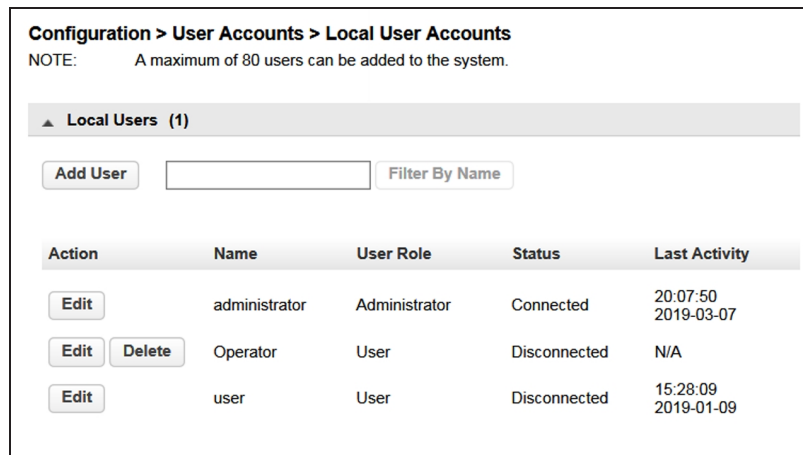 Configuration > User Accounts > Local User Accounts
NOTE: A maximum of 80 users can be added to the system.
Local Users (1)
Add User Filter By Name
Action Name User Role Status Last Activity
Edit administrator Administrator Connected 20:07:50
2019-03-07
Edit Delete Operator User Disconnected N/A
Edit user User Disconnected 15:28:09
2019-01-09